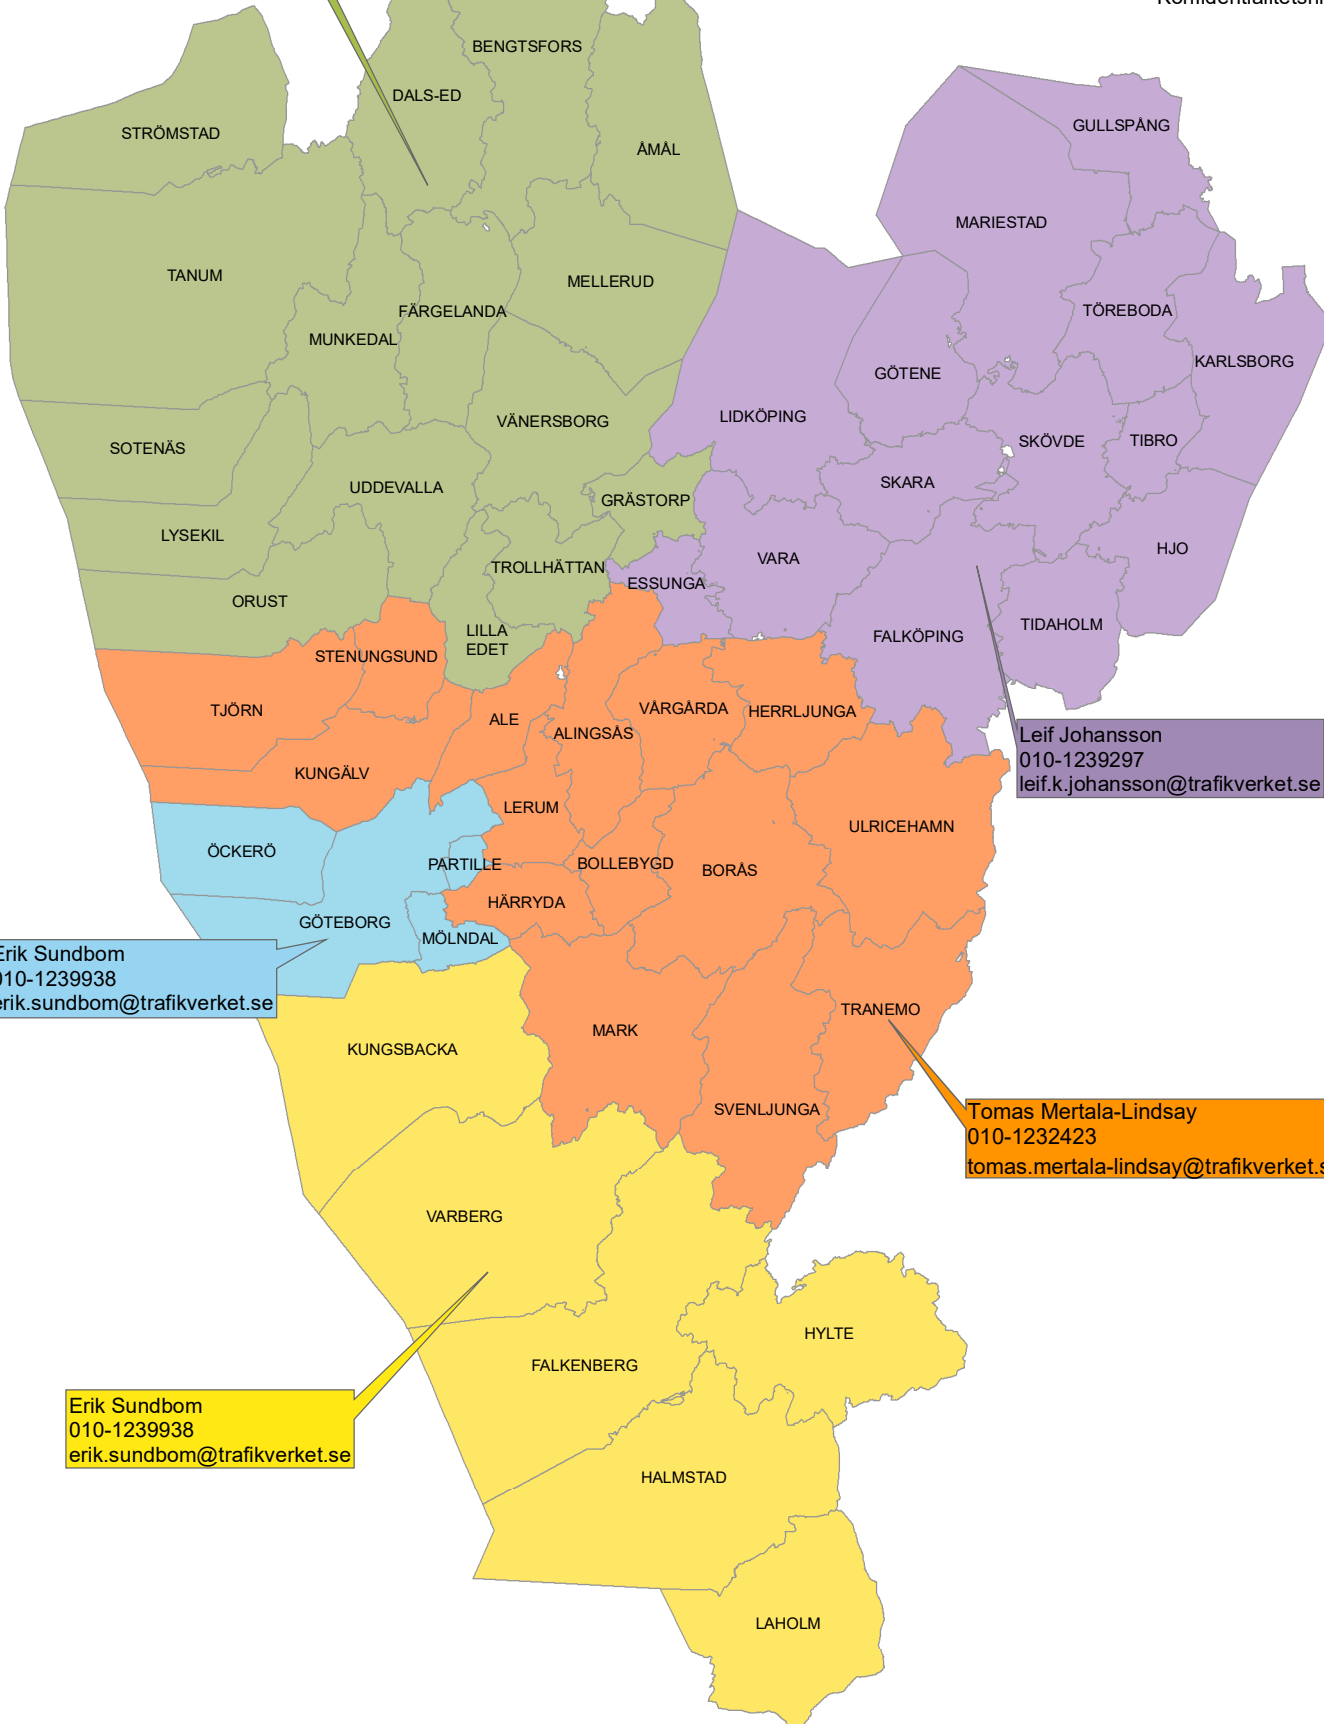 BENGTSFORS
DALS-ED
GULLSPÅNG
STRÖMSTAD
ÅMÅL
MARIESTAD
TANUM
MELLERUD
FÄRGELANDA
TÖREBODA
MUNKEDAL
KARLSBORG
GÖTENE
LIDKÖPING
VÄNERSBORG
SKÖVDE
TIBRO
SOTENÄS
SKARA
UDDEVALLA
GRÄSTORP
LYSEKIL
HJO
VARA
TROLLHÄTTAN
ESSUNGA
ORUST
TIDAHOLM
LILLA
EDET
FALKÖPING
STENUNGSUND
TJÖRN
VÅRGÅRDA
HERRLJUNGA
ALE
ALINGSÅS
Leif Johansson
010-1239297
leif.k.johansson@trafikverket.se
KUNGÄLV
LERUM
ULRICEHAMN
ÖCKERÖ
PARTILLE
BOLLEBYGD
BORÅS
HÄRRYDA
GÖTEBORG
MÖLNDAL
Erik Sundbom
010-1239938
erik.sundbom@trafikverket.se
TRANEMO
MARK
KUNGSBACKA
SVENLJUNGA
Tomas Mertala-Lindsay
010-1232423
tomas.mertala-lindsay@trafikverket.s
VARBERG
HYLTE
FALKENBERG
Erik Sundbom
010-1239938
erik.sundbom@trafikverket.se
HALMSTAD
LAHOLM